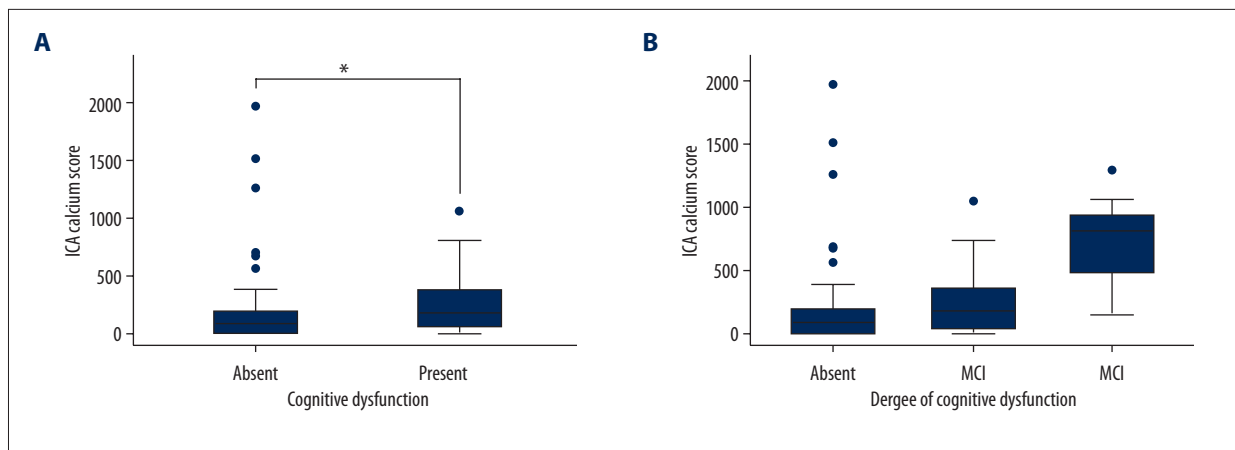 A
*
2000
1500
1000
500
0
ICA calcium score
Absent Present
Cognitive dysfunction
B
2000
1500
1000
500
0
ICA calcium score
Absent MCI MCI
Dergee of cognitive dysfunction